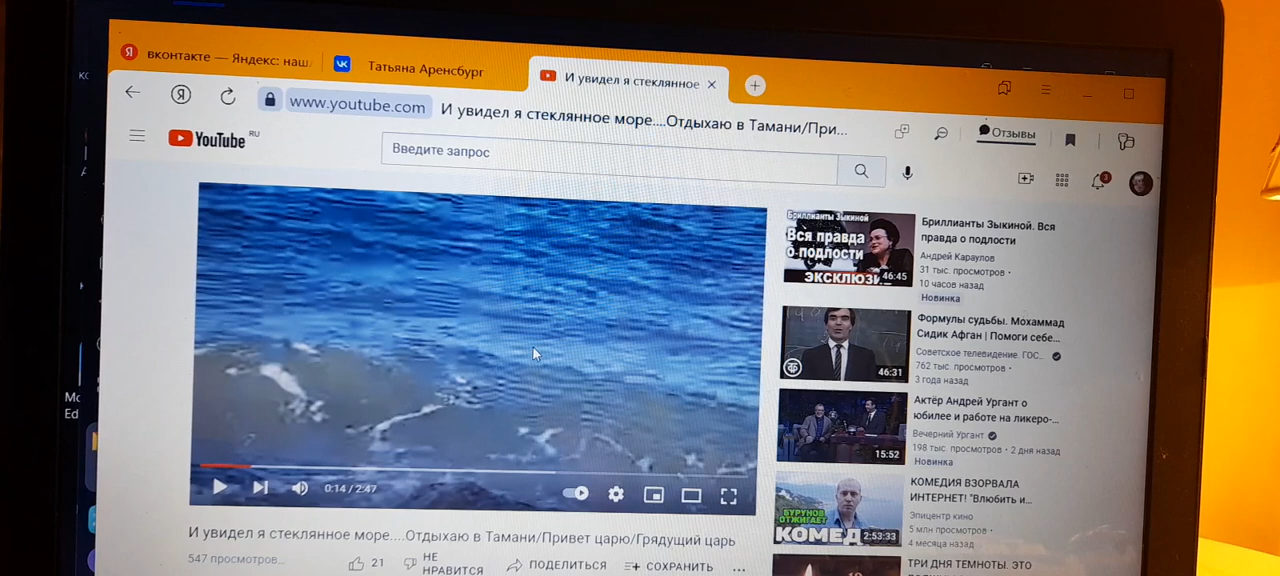 вконтакте — Яндекс: наш
Татьяна Аренсбург
И увидел я стеклянное
www.youtube.com
И увидел я стеклянное море....Отдыхаю в Тамани/При...
Отзывы
YouTube
RU
Введите запрос
3
0:14 / 2:47
И увидел я стеклянное море....Отдыхаю в Тамани/Привет царю/Грядущий царь
547 просмотров...
21
НЕ НРАВИТСЯ
ПОДЕЛИТЬСЯ
СОХРАНИТЬ
Бриллианты Зыкиной
Вся правда
о подлости
46:45
Бриллианты Зыкиной. Вся
правда о подлости
Андрей Караулов
31 тыс. просмотров •
10 часов назад
Новинка
46:31
Формулы судьбы. Мохаммад
Сидик Афган | Помоги себе...
Советское телевидение. ГОС...
762 тыс. просмотров •
3 года назад
15:52
Актёр Андрей Ургант о
юбилее и работе на ликеро-...
Вечерний Ургант
198 тыс. просмотров • 2 дня назад
Новинка
БУРУНОВ
ОТЖИГАЕТ
КОМЕД
2:53:33
КОМЕДИЯ ВЗОРВАЛА
ИНТЕРНЕТ! "Влюбить и...
Эпицентр кино
5 млн просмотров •
4 месяца назад
ТРИ ДНЯ ТЕМНОТЫ. ЭТО